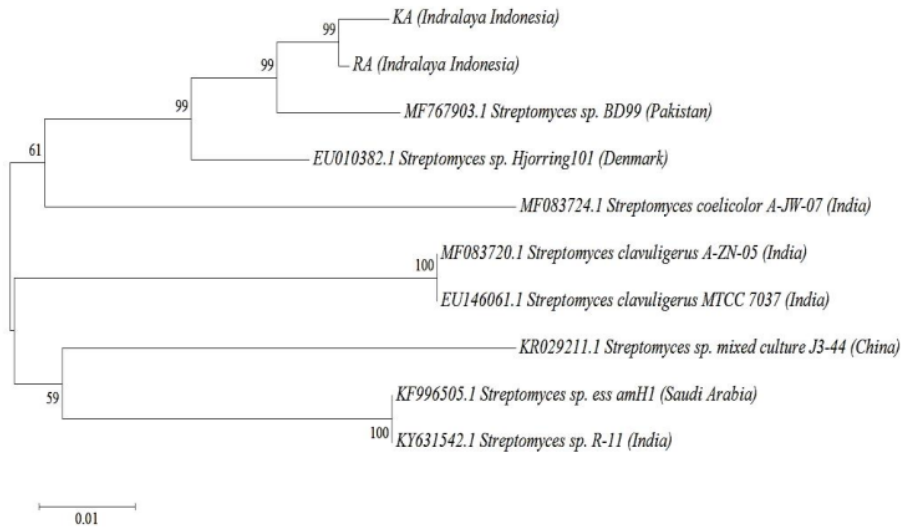 KA (Indralaya Indonesia)
99
RA (Indralaya Indonesia)
99
MF767903.1 Streptomyces sp. BD99 (Pakistan)
99
EU010382.1 Streptomyces sp. Hjorring101 (Denmark)
61
MF083724.1 Streptomyces coelicolor A-JW-07 (India)
MF083720.1 Streptomyces clavuligerus A-ZN-05 (India)
100
EU146061.1 Streptomyces clavuligerus MTCC 7037 (India)
KR029211.1 Streptomyces sp. mixed culture J3-44 (China)
59
KF996505.1 Streptomyces sp. ess amH1 (Saudi Arabia)
100
KY631542.1 Streptomyces sp. R-11 (India)
0.01